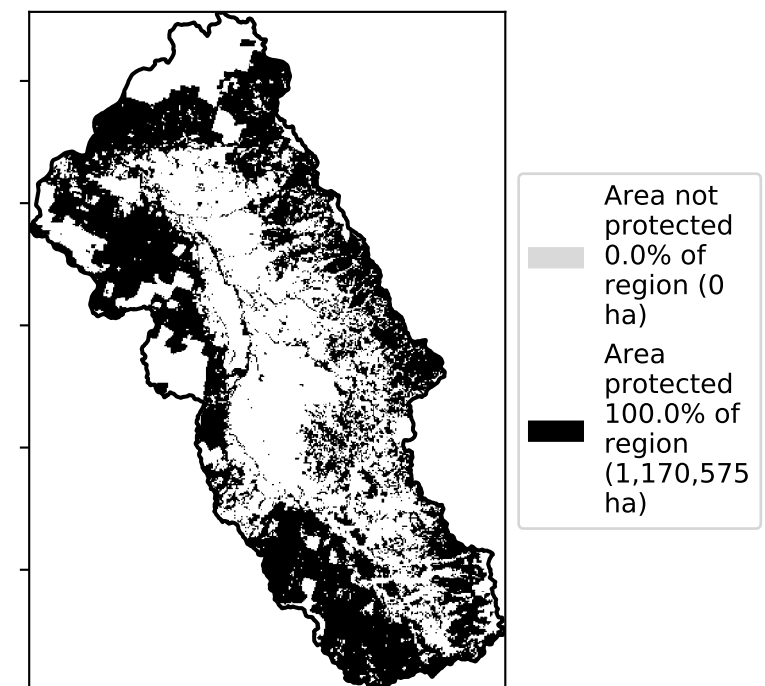 Area not
protected
0.0% of
region (0
ha)
Area
protected
100.0% of
region
(1,170,575
ha)